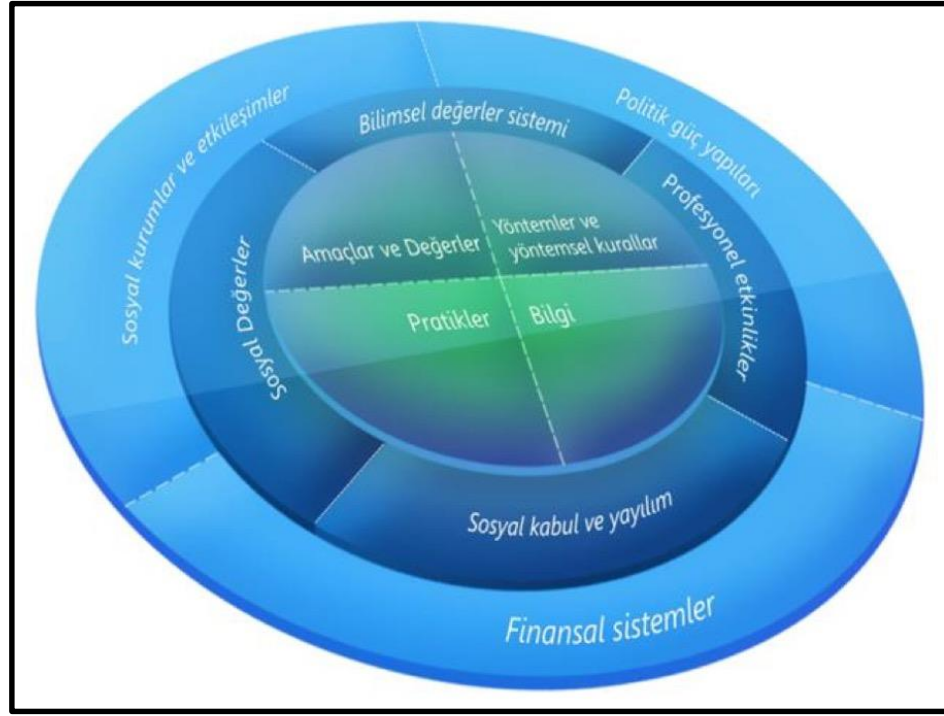 Sosyal kurumlar ve etkileşimler
Politik güç yapıları
Bilimsel değerler sistemi
Profesyonel etkinlikler
Sosyal Değerler
Amaçlar ve Değerler
Yöntemler ve
yöntemsel kurallar
Pratikler
Bilgi
Sosyal kabul ve yayılım
Finansal sistemler